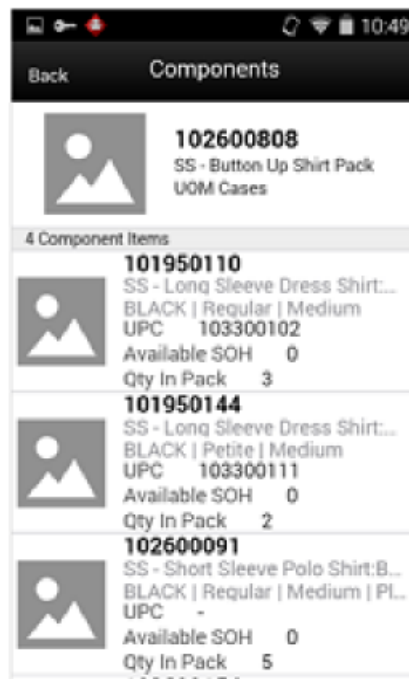 10:49
Back
Components
102600808
SS - Button Up Shirt Pack
UOM Cases
4 Component Items
101950110
SS - Long Sleeve Dress Shirt:...
BLACK | Regular | Medium
UPC 103300102
Available SOH 0
Qty In Pack 3
101950144
SS - Long Sleeve Dress Shirt:...
BLACK | Petite | Medium
UPC 103300111
Available SOH 0
Qty In Pack 2
102600091
SS - Short Sleeve Polo Shirt:B...
BLACK | Regular | Medium | Pl...
UPC -
Available SOH 0
Qty In Pack 5